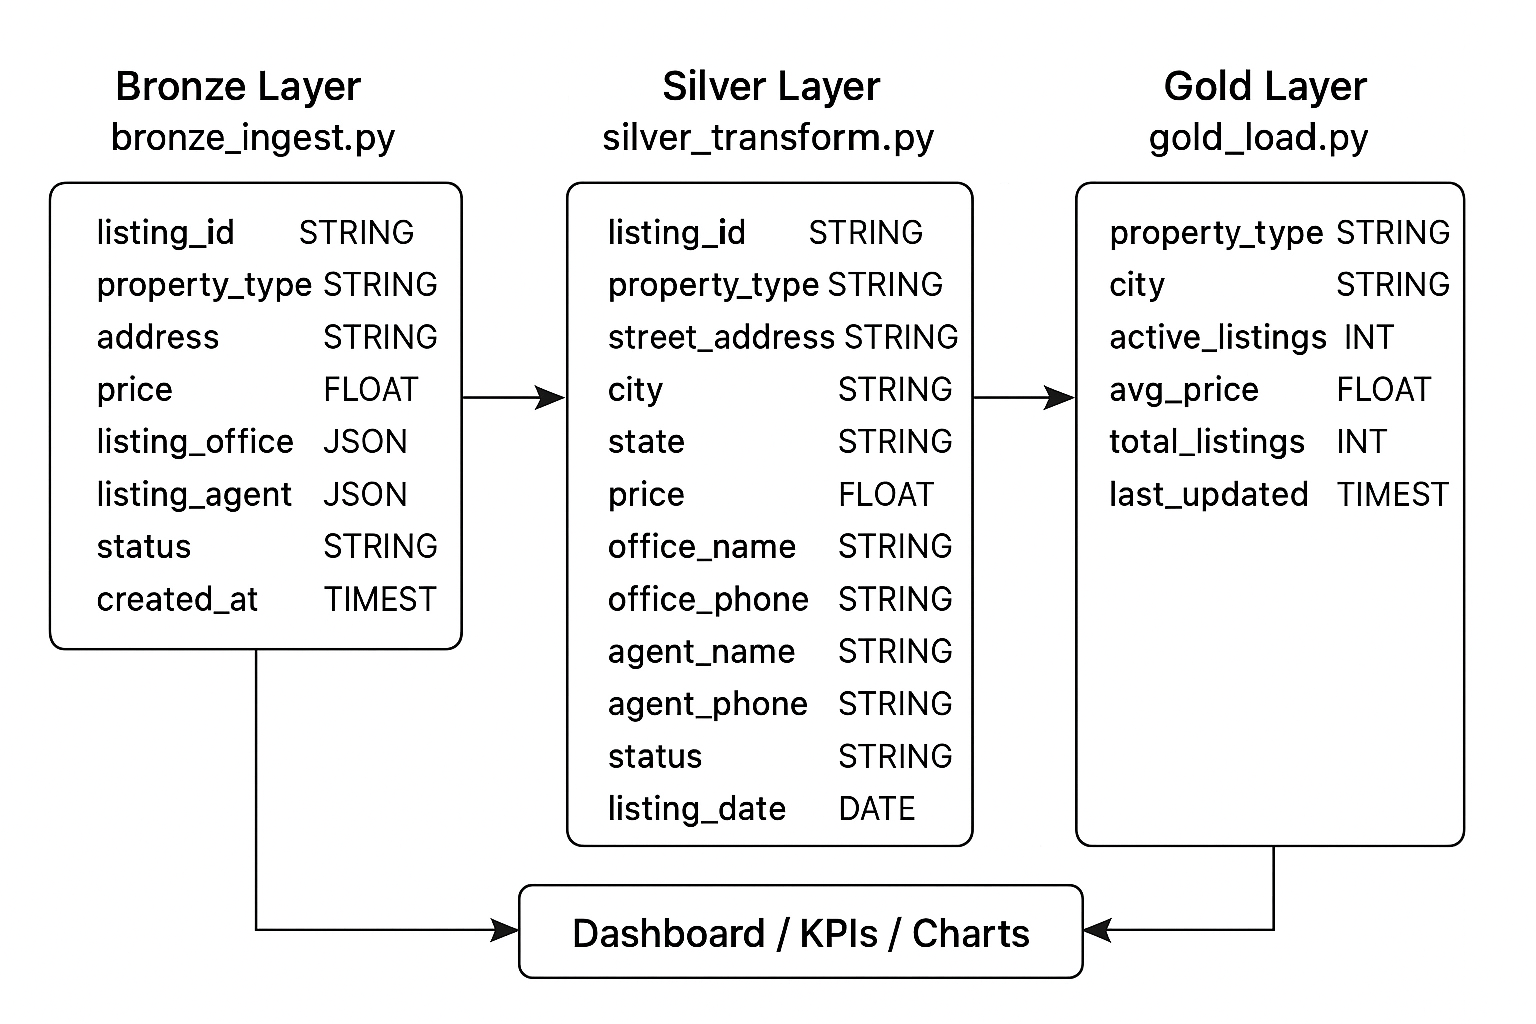 Bronze Layer
bronze_ingest.py
listing_id STRING
property_type STRING
address STRING
price FLOAT
listing_office JSON
listing_agent JSON
status STRING
created_at TIMEST
Silver Layer
silver_transform.py
listing_id STRING
property_type STRING
street_address STRING
city STRING
state STRING
price FLOAT
office_name STRING
office_phone STRING
agent_name STRING
agent_phone STRING
status STRING
listing_date DATE
Gold Layer
gold_load.py
property_type STRING
city STRING
active_listings INT
avg_price FLOAT
total_listings INT
last_updated TIMEST
Dashboard / KPIs / Charts